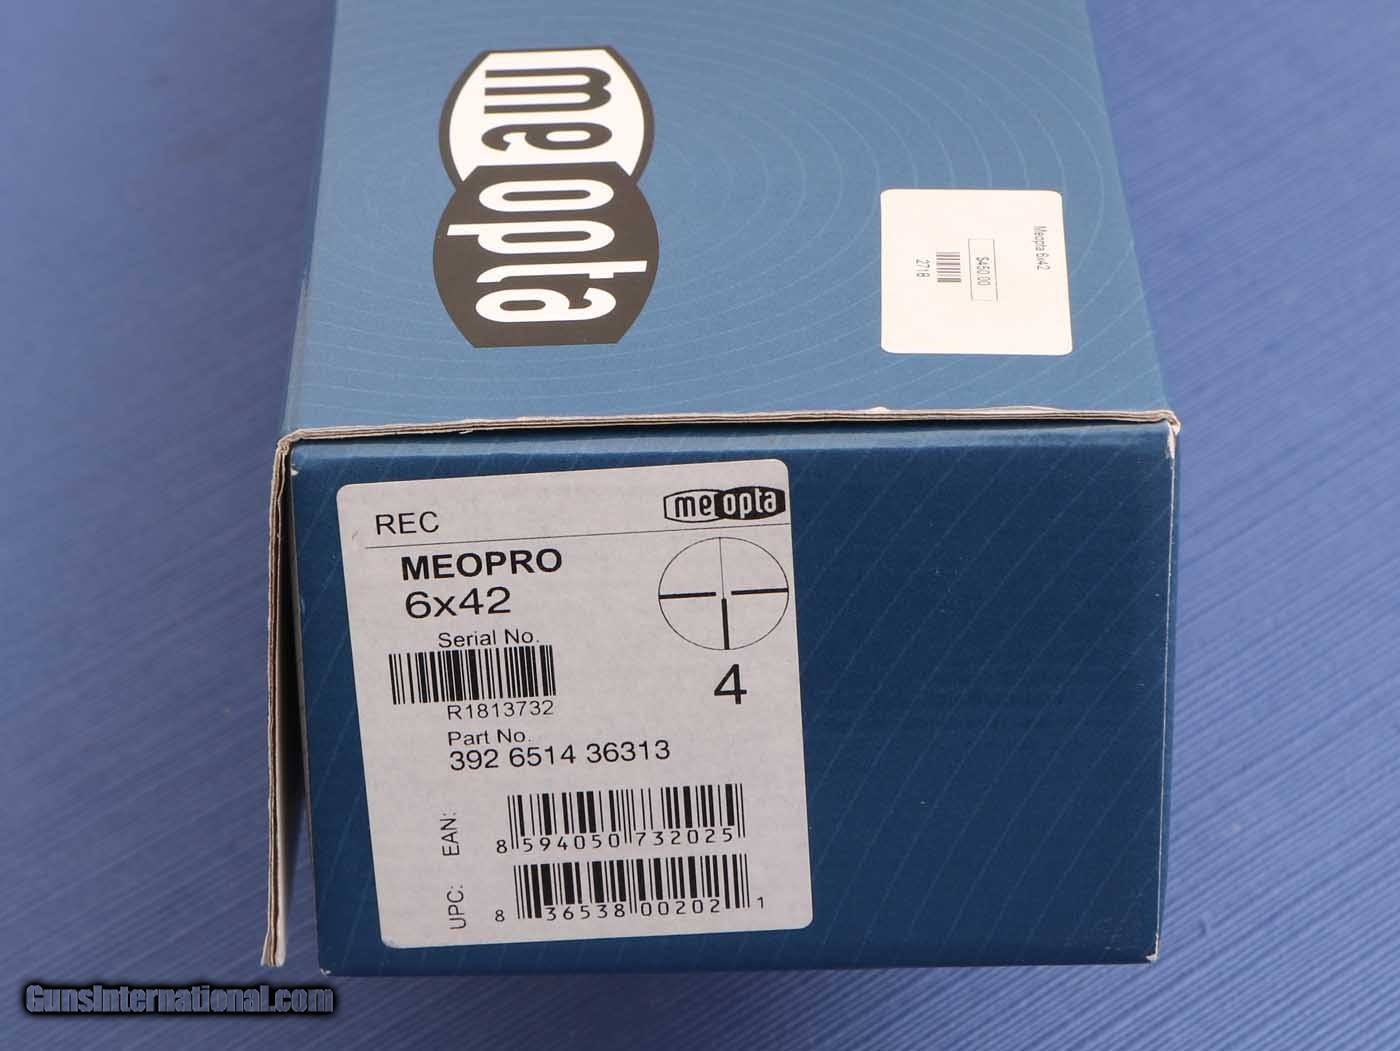 meopta
Meopta 6x42
$450.00
2718
REC
meopta
MEOPRO
6x42
Serial No.
R1813732
4
Part No.
392 6514 36313
EAN:
8 594050 732025
UPC:
8 36538 00202 1
GunsInternational.com